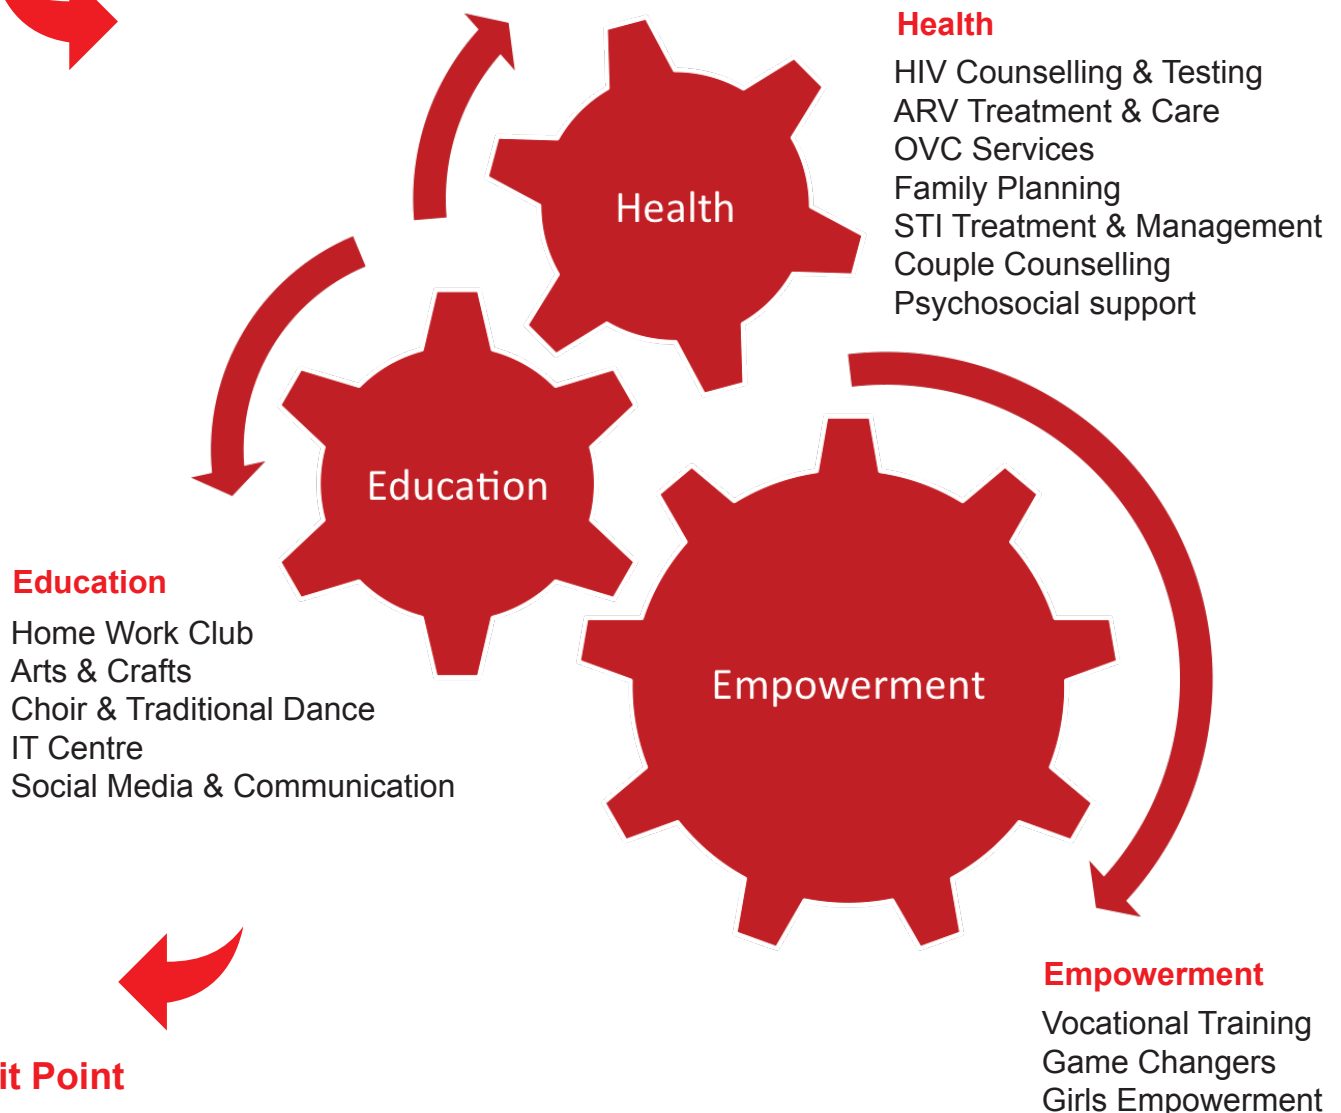 Health
HIV Counselling & Testing
ARV Treatment & Care
OVC Services
Family Planning
STI Treatment & Management
Couple Counselling
Psychosocial support
Health
Education
Empowerment
Education
Home Work Club
Arts & Crafts
Choir & Traditional Dance
IT Centre
Social Media & Communication
Empowerment
Vocational Training
Game Changers
Girls Empowerment
it Point